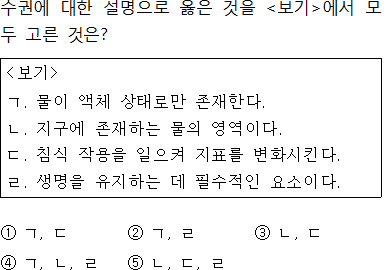 수권에 대한 설명으로 옳은 것을 <보기>에서 모
두 고른 것은?
<보기>
ㄱ. 물이 액체 상태로만 존재한다.
ㄴ. 지구에 존재하는 물의 영역이다.
ㄷ. 침식 작용을 일으켜 지표를 변화시킨다.
ㄹ. 생명을 유지하는 데 필수적인 요소이다.
① ㄱ, ㄷ ② ㄱ, ㄹ ③ ㄴ, ㄷ
④ ㄱ, ㄴ, ㄹ ⑤ ㄴ, ㄷ, ㄹ